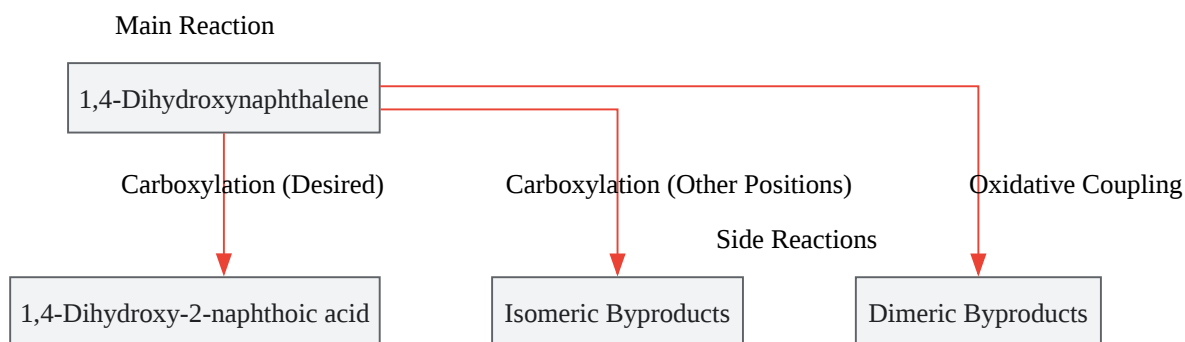 Main Reaction
1,4-Dihydroxynaphthalene
Carboxylation (Desired)
Carboxylation (Other Positions)
Oxidative Coupling
Side Reactions
1,4-Dihydroxy-2-naphthoic acid
Isomeric Byproducts
Dimeric Byproducts